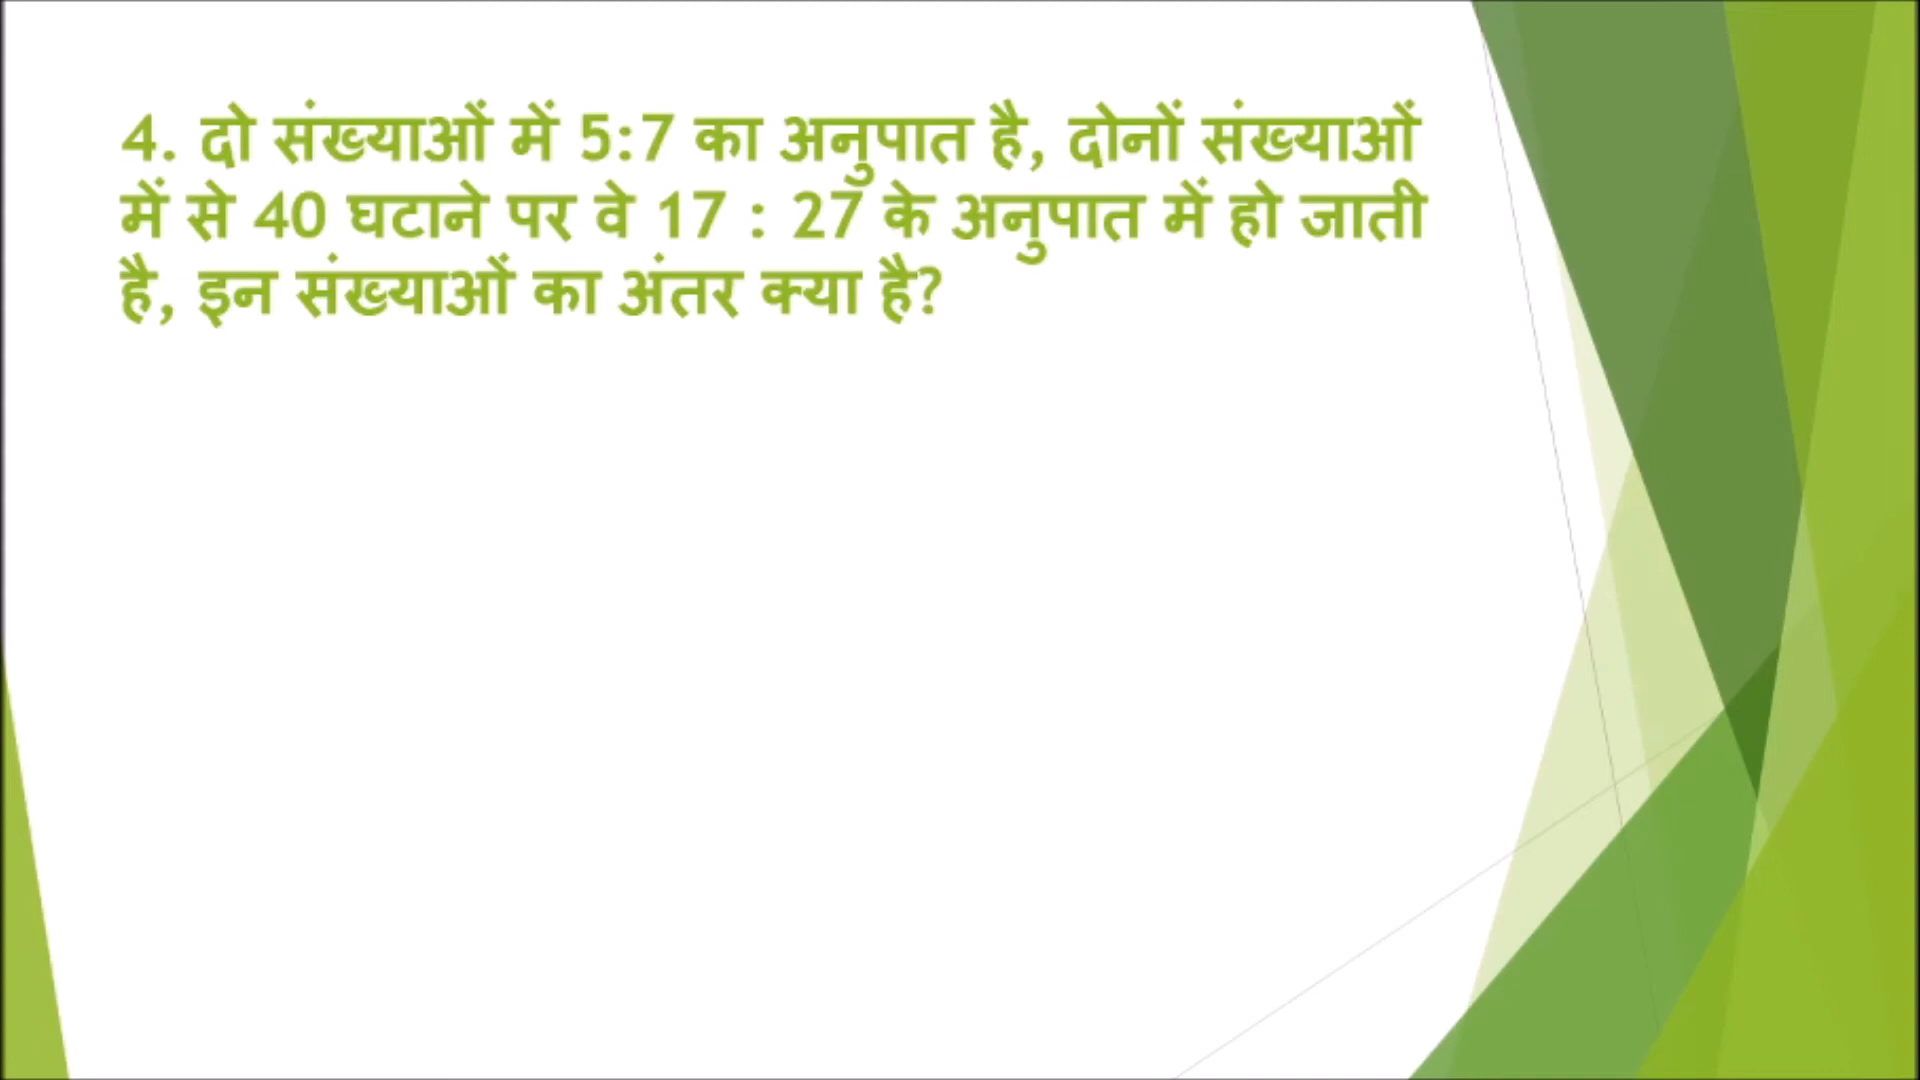 4. दो संख्याओं में 5:7 का अनुपात है, दोनों संख्याओं
में से 40 घटाने पर वे 17 : 27 के अनुपात में हो जाती
है, इन संख्याओं का अंतर क्या है?